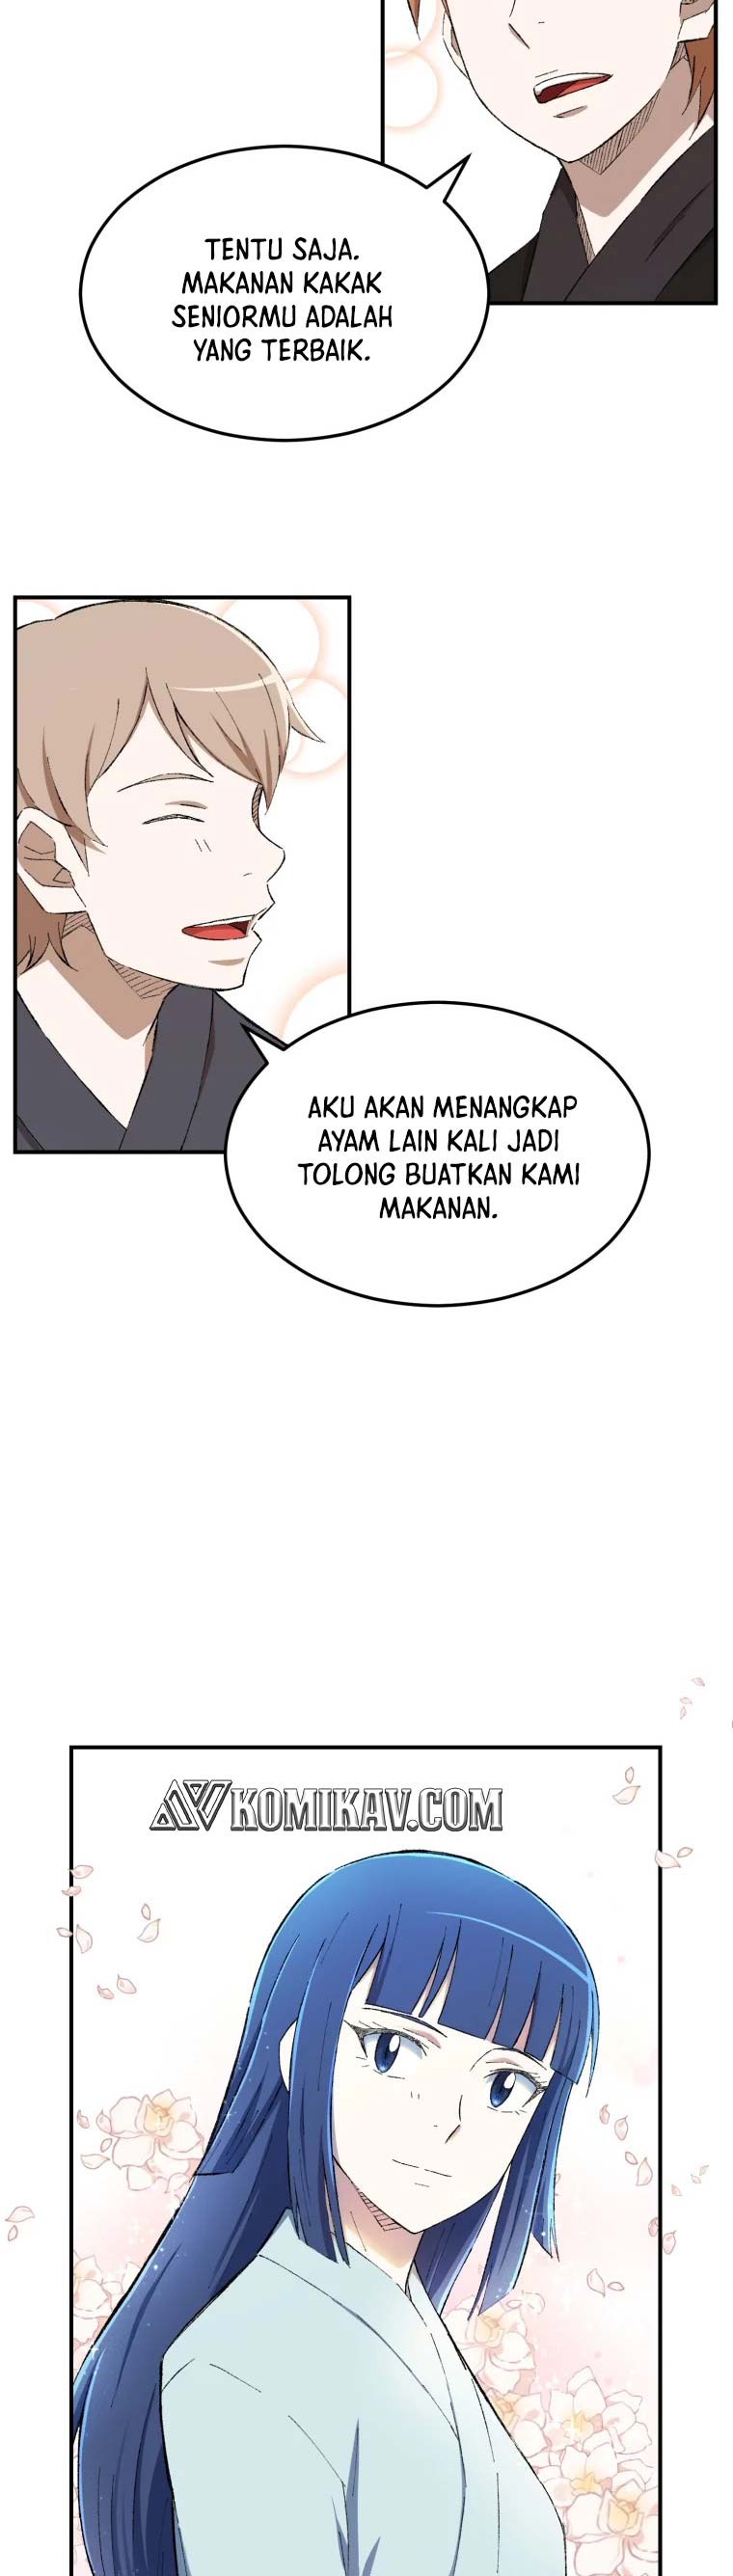 TENTU SAJA.
MAKANAN KAKAK
SENIORMU ADALAH
YANG TERBAIK.
AKU AKAN MENANGKAP
AYAM LAIN KALI JADI
TOLONG BUATKAN KAMI
MAKANAN.
KOMIKAV.COM